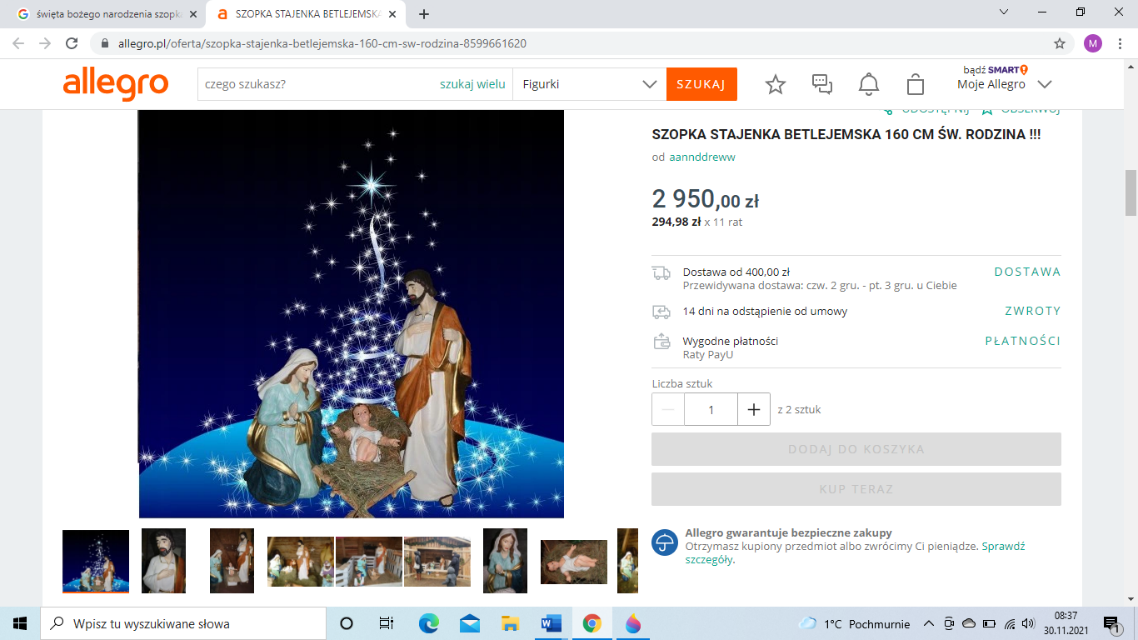 święta bożego narodzenia szopka
SZOPKA STAJENKA BETLEJEMSKA
allegro.pl/oferta/szopka-stajenka-betlejemska-160-cm-sw-rodzina-8599661620
M
allegro
czego szukasz?
szukaj wielu
Figurki
SZUKAJ
bądź SMART!
Moje Allegro
UDOSTĘPNIJ
OBSERWUJ
SZOPKA STAJENKA BETLEJEMSKA 160 CM ŚW. RODZINA !!!
od aannddreww
2 950,00 zł
294,98 zł x 11 rat
Dostawa od 400,00 zł
DOSTAWA
Przewidywana dostawa: czw. 2 gru. - pt. 3 gru. u Ciebie
14 dni na odstąpienie od umowy
ZWROTY
Wygodne płatności
PŁATNOŚCI
Raty PayU
Liczba sztuk
1
z 2 sztuk
DODAJ DO KOSZYKA
KUP TERAZ
Allegro gwarantuje bezpieczne zakupy
Otrzymasz kupiony przedmiot albo zwrócimy Ci pieniądze. Sprawdź
szczegóły.
Wpisz tu wyszukiwane słowa
1°C Pochmurnie
08:37
30.11.2021
1